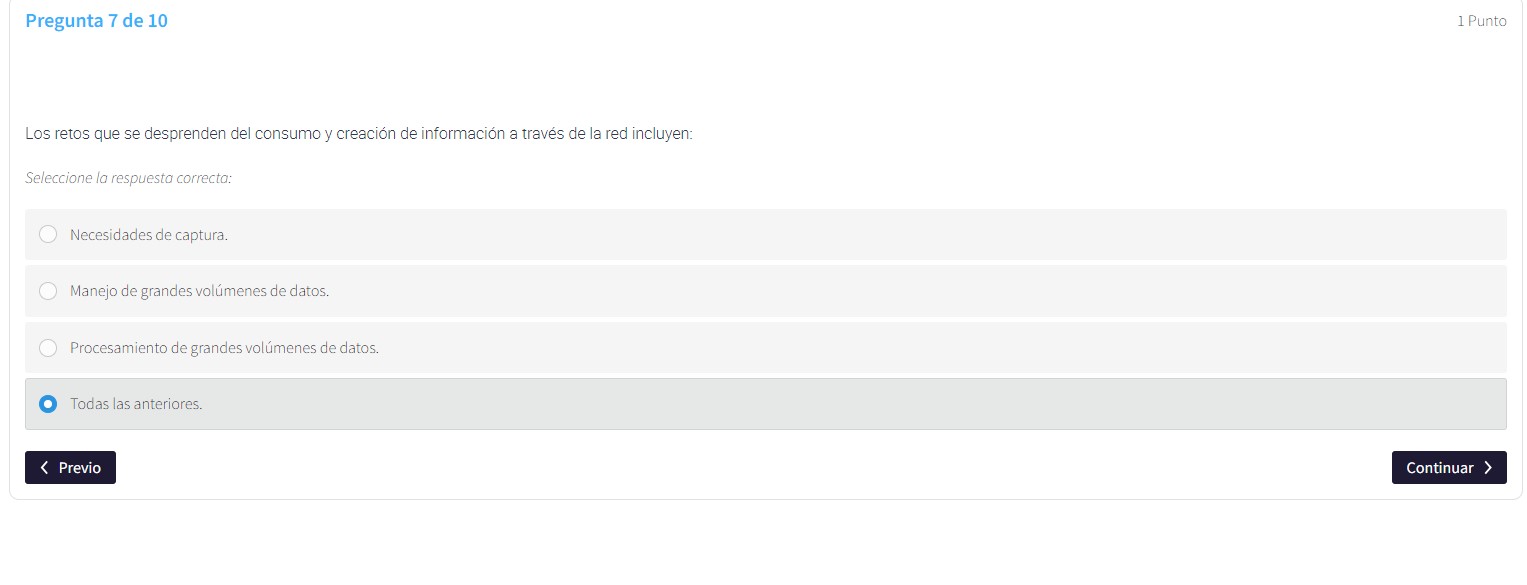 Pregunta 7 de 10
1 Punto
Los retos que se desprenden del consumo y creación de información a través de la red incluyen:
Seleccione la respuesta correcta:
Necesidades de captura.
Manejo de grandes volúmenes de datos.
Procesamiento de grandes volúmenes de datos.
Todas las anteriores.
Previo
Continuar